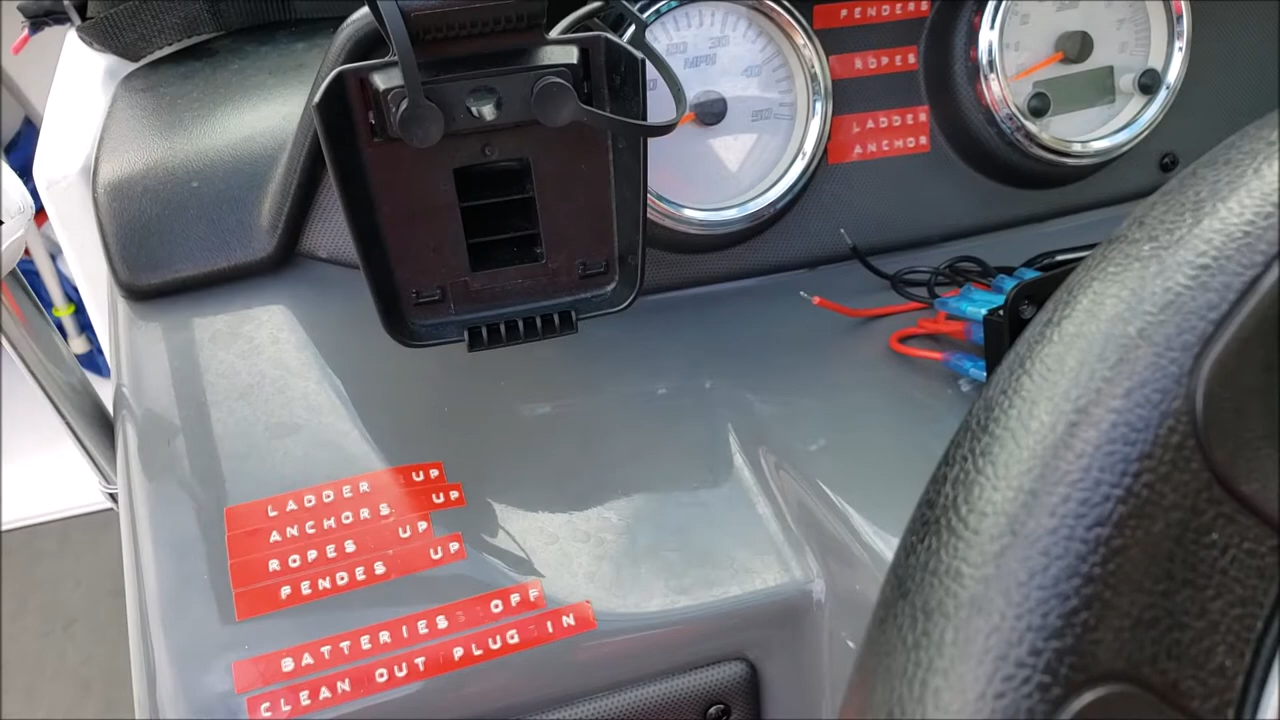 FENDERS
ROPES
LADDER
ANCHOR
20 30
MPH
40
50
LADDER UP
ANCHORS UP
ROPES UP
FENDES UP
BATTERIES OFF
CLEAN OUT PLUG IN